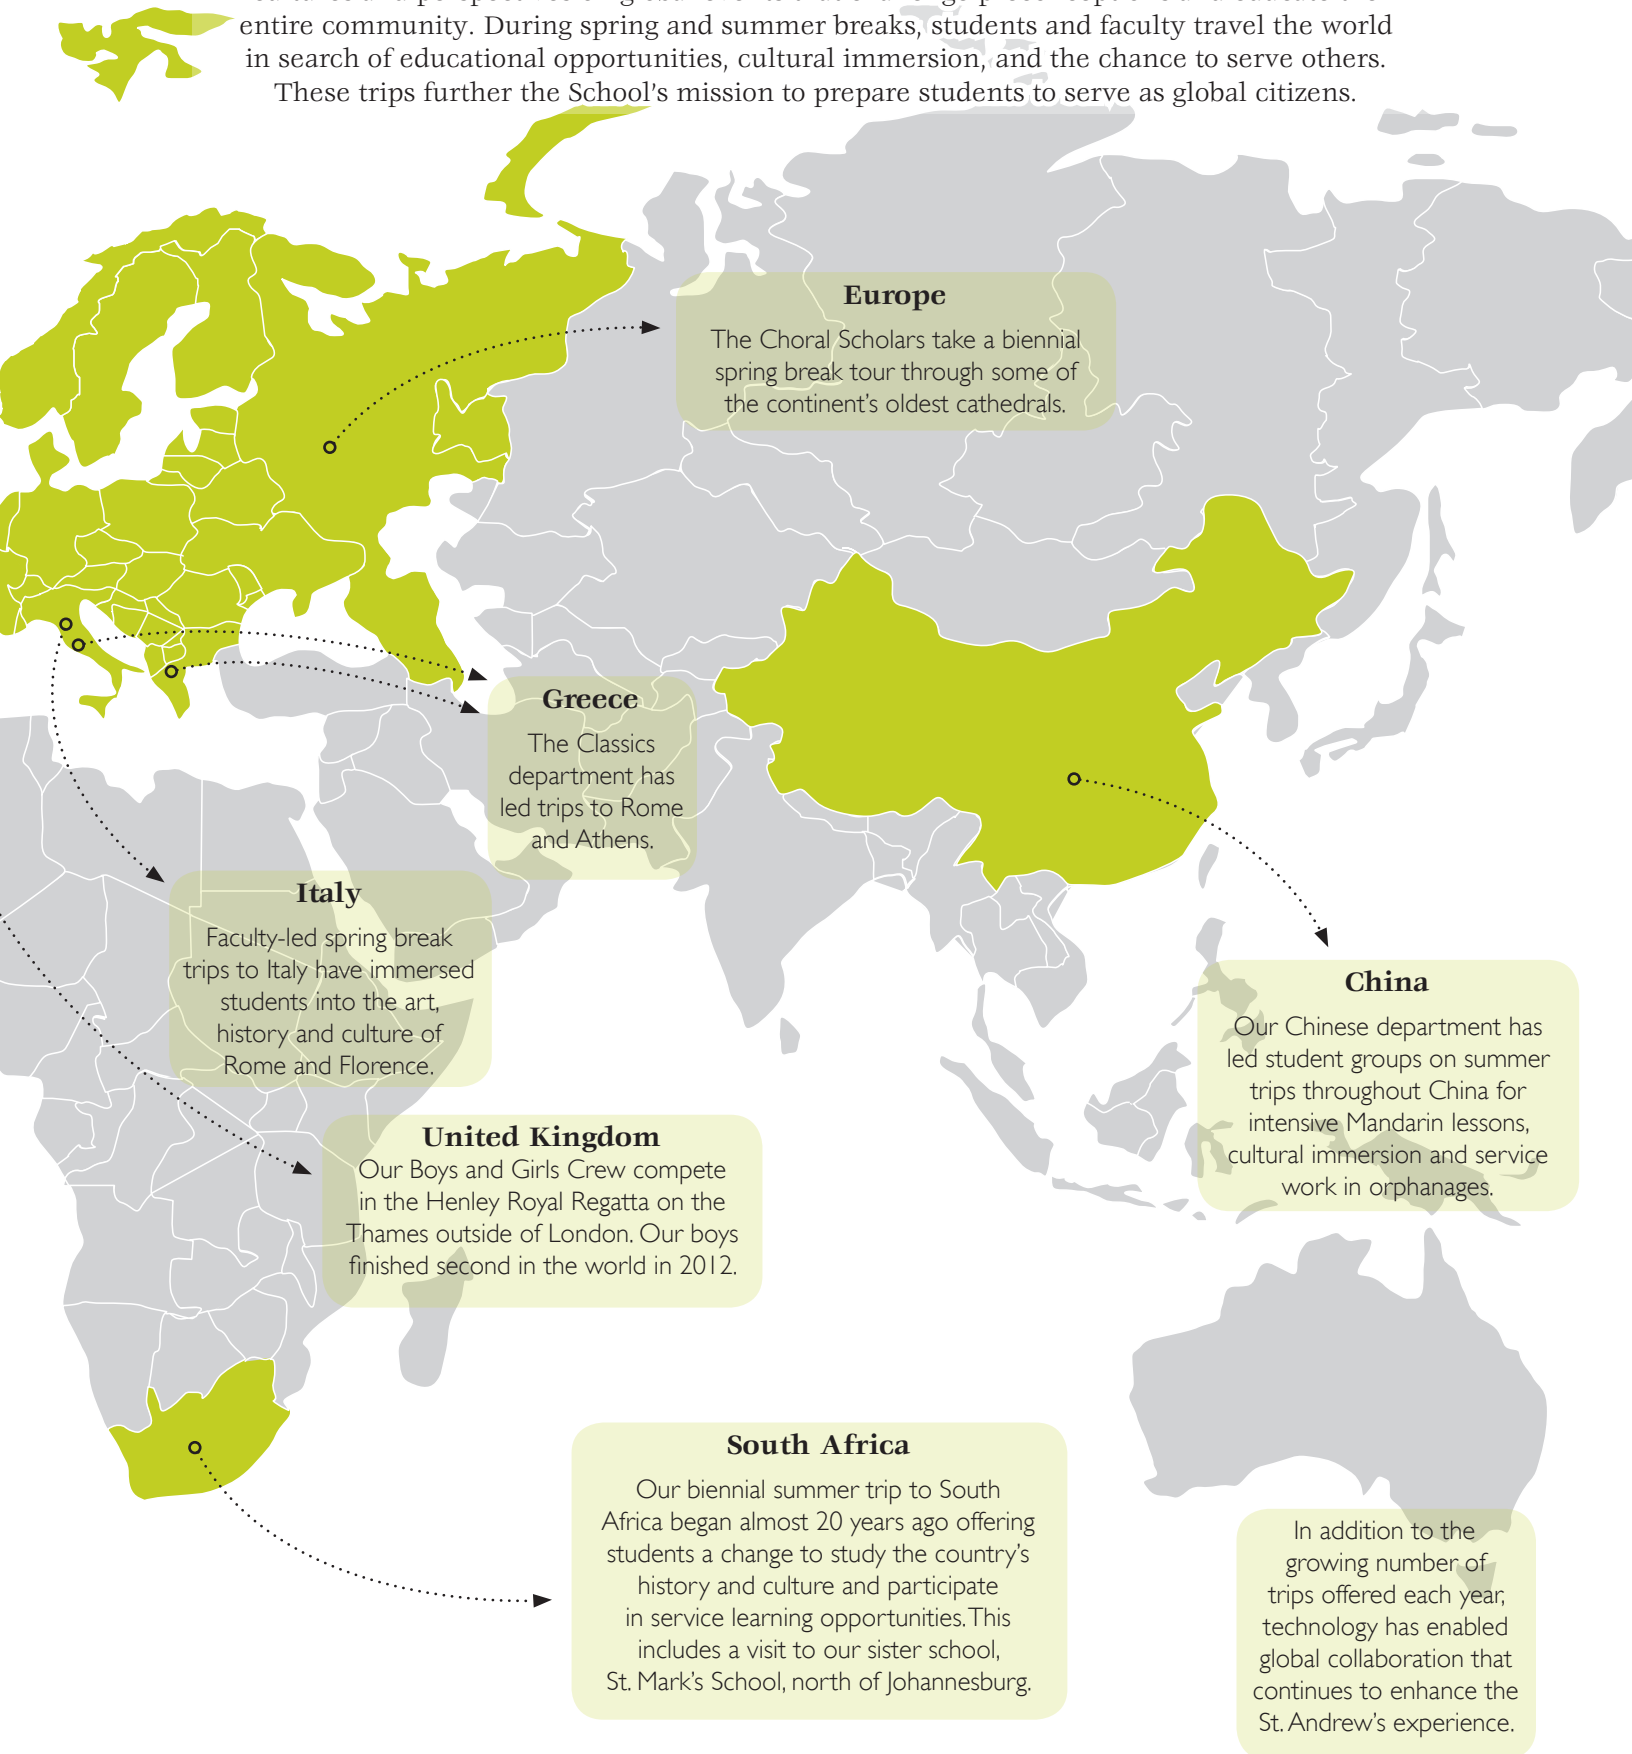 entire community. During spring and summer breaks, students and faculty travel the world
in search of educational opportunities, cultural immersion, and the chance to serve others.
These trips further the School's mission to prepare students to serve as global citizens.
Europe
The Choral Scholars take a biennial
spring break tour through some of
the continent's oldest cathedrals.
Greece
The Classics
department has
led trips to Rome
and Athens.
Italy
Faculty-led spring break
trips to Italy have immersed
students into the art,
history and culture of
Rome and Florence.
China
Our Chinese department has
led student groups on summer
trips throughout China for
intensive Mandarin lessons,
cultural immersion and service
work in orphanages.
United Kingdom
Our Boys and Girls Crew compete
in the Henley Royal Regatta on the
Thames outside of London. Our boys
finished second in the world in 2012.
South Africa
Our biennial summer trip to South
Africa began almost 20 years ago offering
students a change to study the country's
history and culture and participate
in service learning opportunities. This
includes a visit to our sister school,
St. Mark's School, north of Johannesburg.
In addition to the
growing number of
trips offered each year,
technology has enabled
global collaboration that
continues to enhance the
St. Andrew's experience.